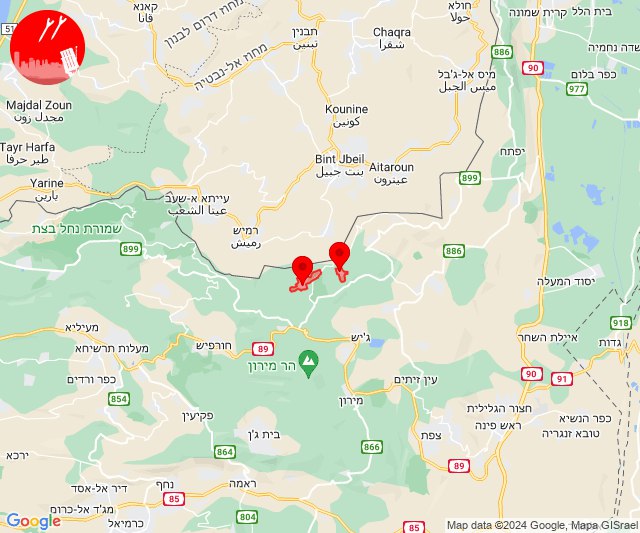 קאנא
قانا
מחוז דרום לבנון
תבנין
تبنين
Chaqra
شقرا
חולא
حولا
בית הלל
קרית שמונה
51
מחוז אל-נבטיה
886
90
שדה נחמיה
מיס אל-ג'בל
ميس الجبل
כפר בלום
977
Majdal Zoun
مجدل زون
Kounine
كونين
Tayr Harfa
طير حرفا
Bint Jbeil
بنت جبيل
Aitaroun
عيترون
יפתח
899
Yarine
يارين
עייתא א-שעב
عيتا الشعب
רמיש
رميش
שמורת נחל בצת
899
886
יסוד המעלה
918
מעיליא
מעלות תרשיחא
חורפיש
89
ג'יש
90
איילת השחר
גדות
הר מירון
כפר ורדים
עין זיתים
91
854
מירון
חצור הגלילית
כפר הנשיא
פקיעין
ראש פינה
טובא זנגריה
בית ג'ן
צפת
ירכא
864
866
89
דיר אל-אסד
נחף
ראמה
85
מג'ד אל-כרום
כרמיאל
804
85
Google
Map data ©2024 Google, Mapa GISrael